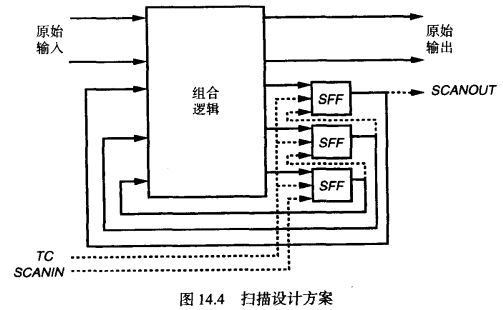 原始
输入
组合
逻辑
原始
输出
SFF
SCANOUT
SFF
SFF
TC
SCANIN
图 14.4 扫描设计方案